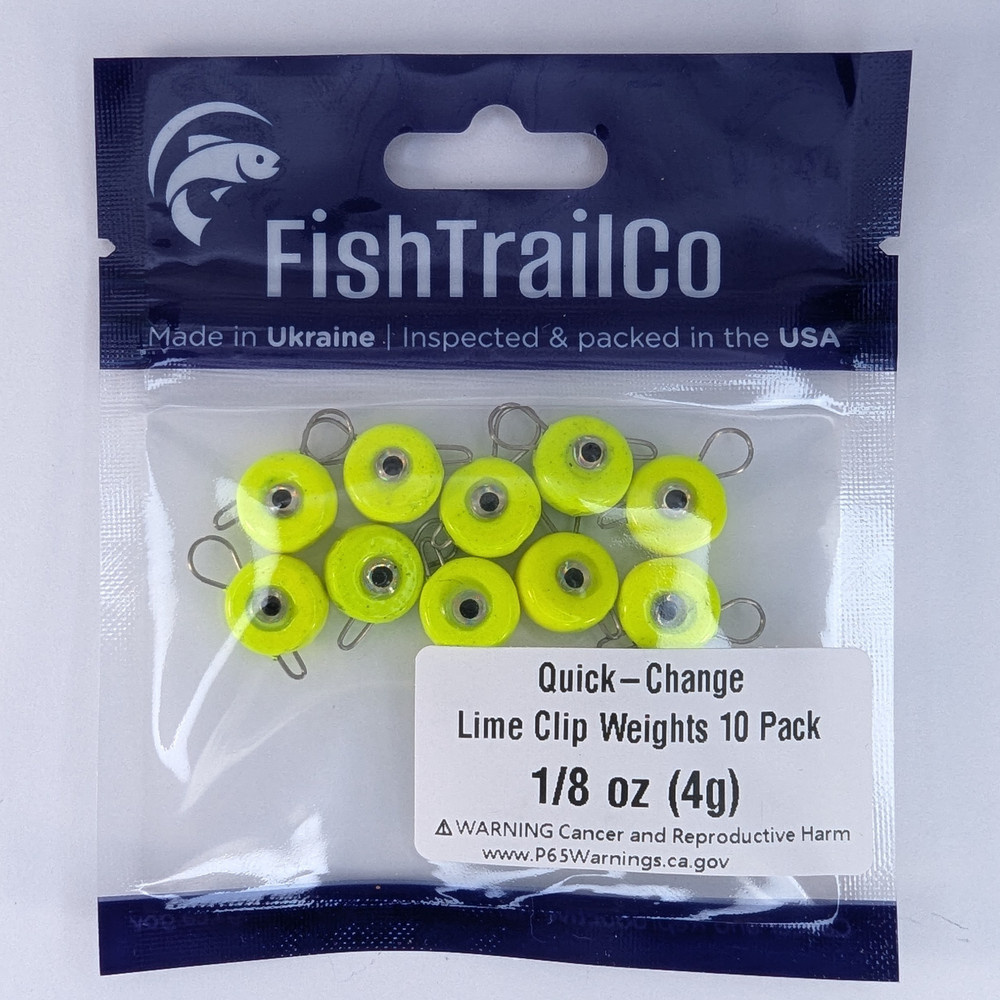 FishTrailCo
Made in Ukraine | Inspected & packed in the USA
Quick–Change
Lime Clip Weights 10 Pack
1/8 oz (4g)
⚠ WARNING Cancer and Reproductive Harm
www.P65Warnings.ca.gov